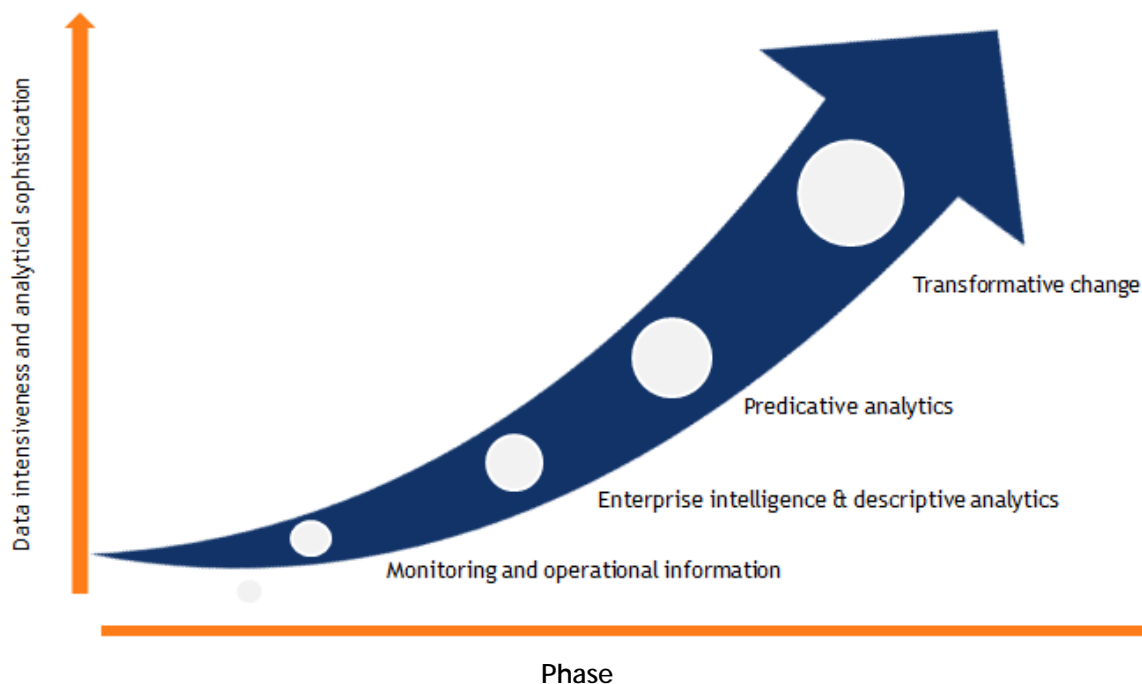 Data intensiveness and analytical sophistication
Transformative change
Predicative analytics
Enterprise intelligence & descriptive analytics
Monitoring and operational information
Phase